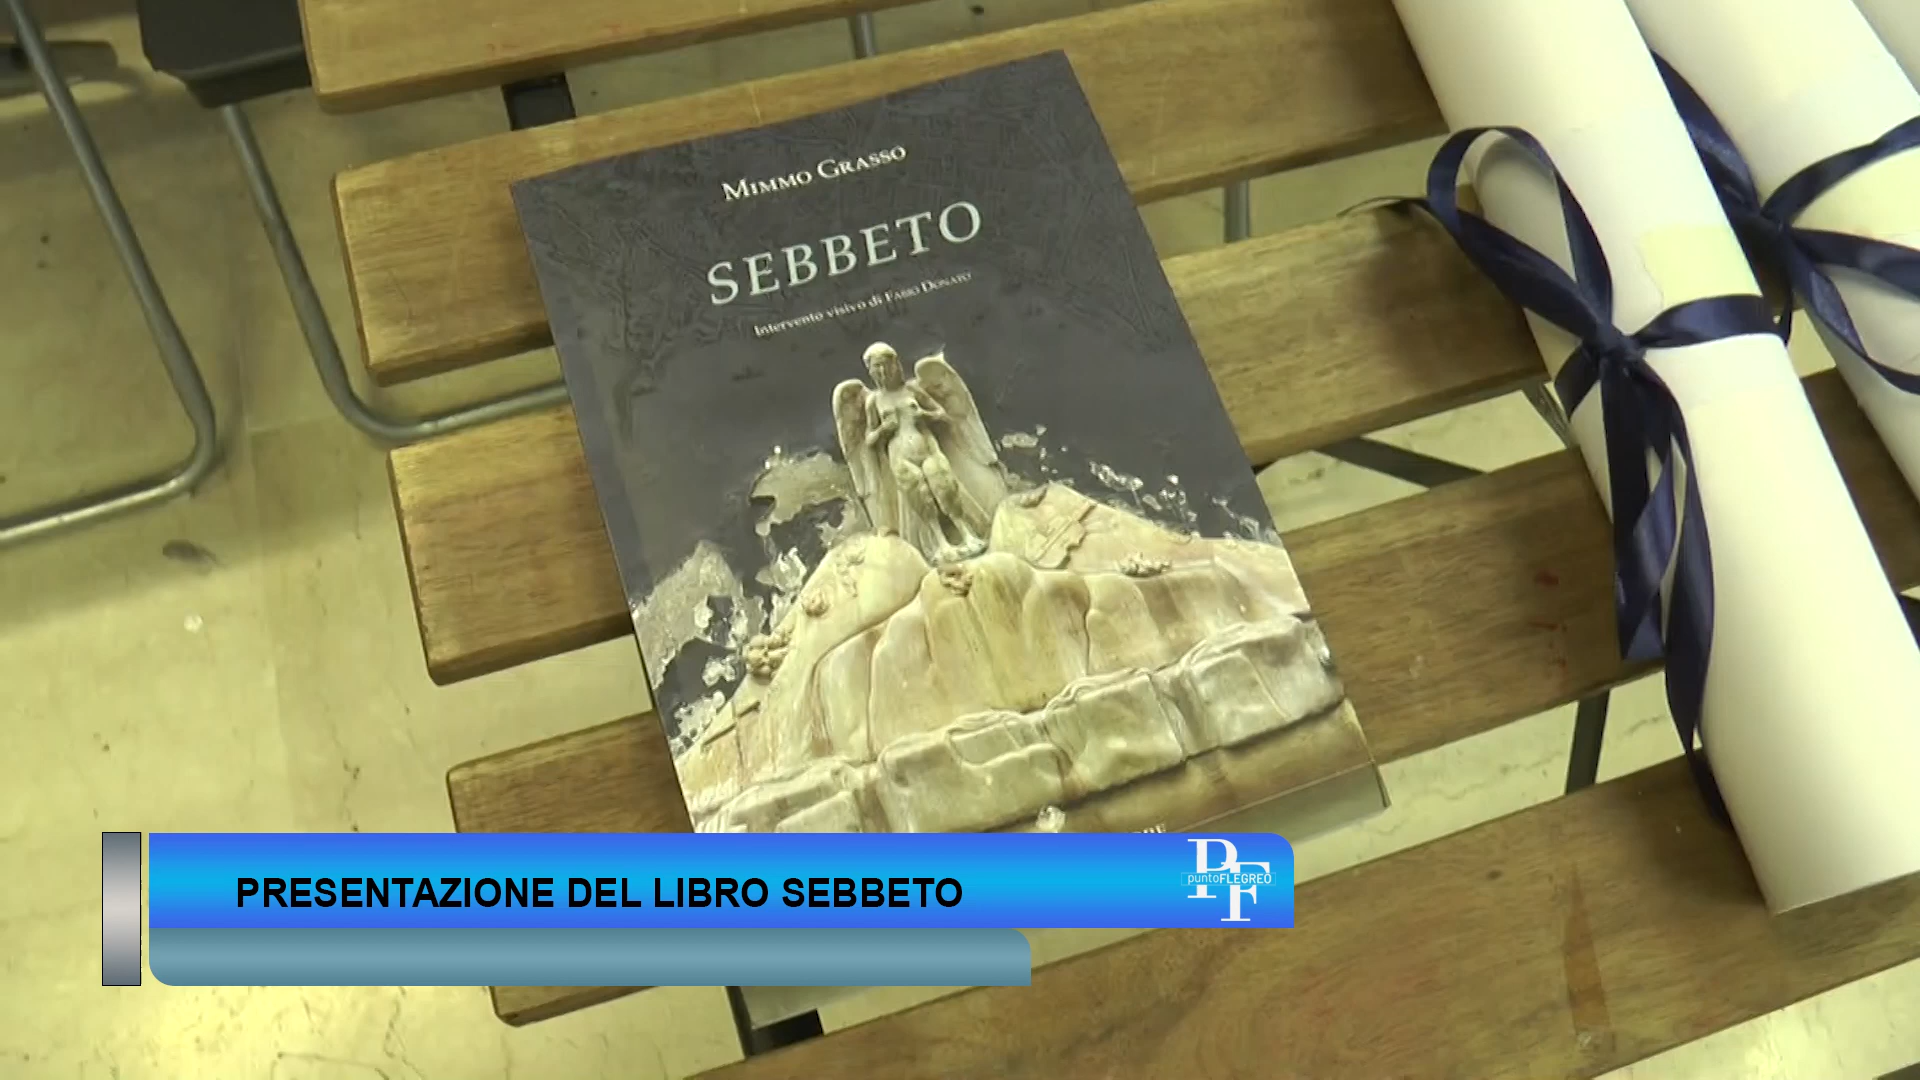 MIMMO GRASSO
SEBBETO
Intervento visivo di FABIO DONATO
PRESENTAZIONE DEL LIBRO SEBBETO
PF
puntoFLEGREO